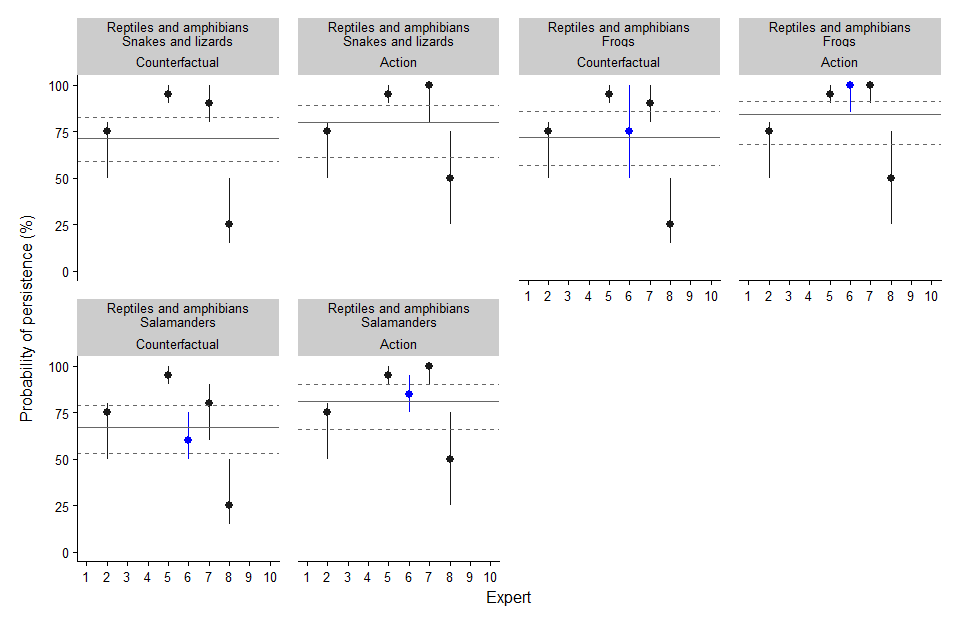 Reptiles and amphibians Reptiles and amphibians Reptiles and amphibians Reptiles and amphibians
Snakes and lizards Snakes and lizards Frogs Frogs
Counterfactual Action Counterfactual Action
100
75
50
25
0
1 2 3 4 5 6 7 8 9 10 1 2 3 4 5 6 7 8 9 10
Reptiles and amphibians Reptiles and amphibians
Salamanders Salamanders
Counterfactual Action
100
75
50
25
0
1 2 3 4 5 6 7 8 9 10 1 2 3 4 5 6 7 8 9 10
Probability of persistence (%)
Expert